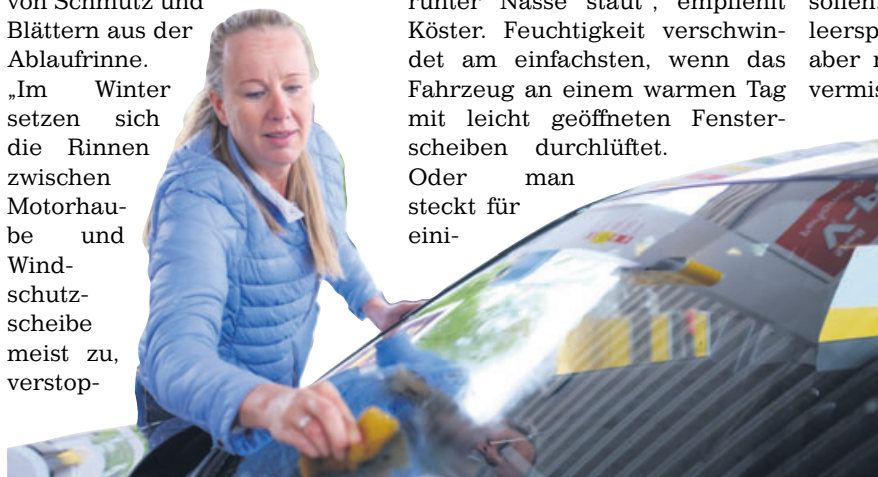 von Schmutz und
Blättern aus der
Ablaufrinne.
„Im Winter
setzen sich
die Rinnen
zwischen
Motorhau-
be und
Wind-
schutz-
scheibe
meist zu,
verstop-
runter Nässe staut“, empfiehlt
Köster. Feuchtigkeit verschwin-
det am einfachsten, wenn das
Fahrzeug an einem warmen Tag
mit leicht geöffneten Fenster-
scheiben durchlüftet.
Oder man
steckt für
eini-
sollen.
leersp
aber
vermis